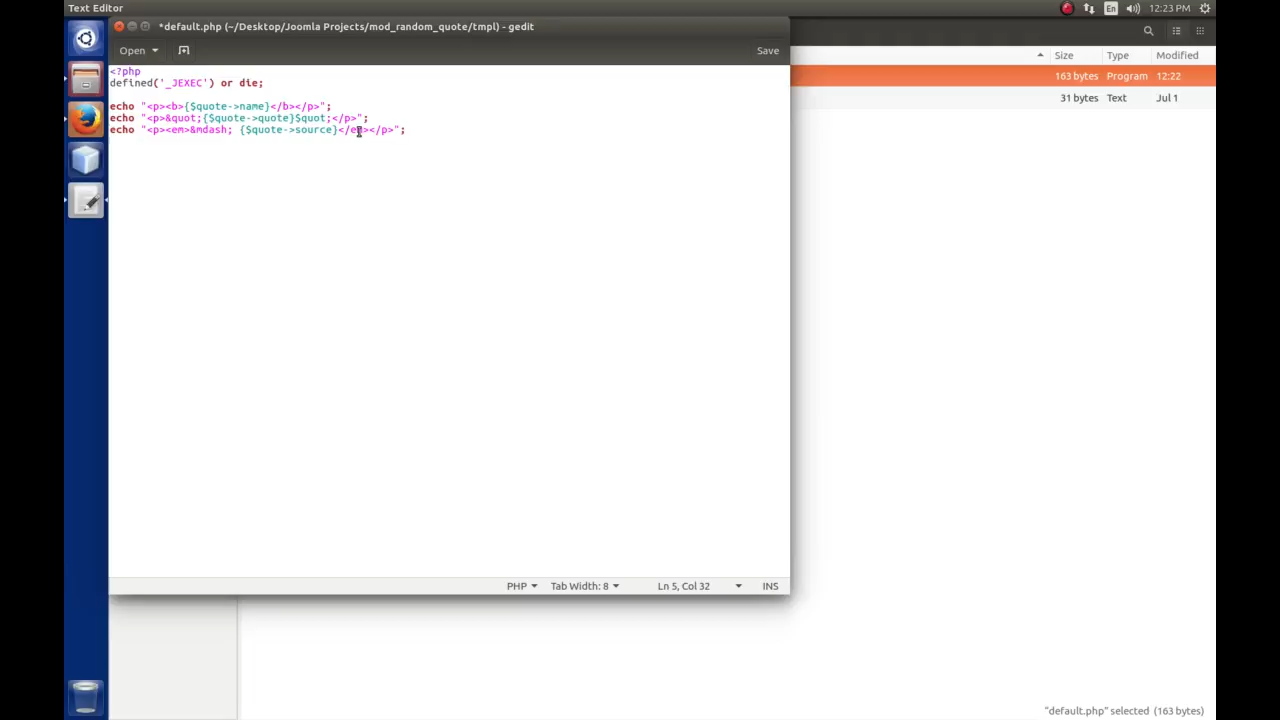 Text Editor
En
12:23 PM
*default.php (~/Desktop/Joomla Projects/mod_random_quote/tmpl) - gedit
Open
Save
<?php
defined('_JEXEC') or die;
echo "<p><b>{$quote->name}</b></p>";
echo "<p>&quot;{$quote->quote}$quot;</p>";
echo "<p><em>&mdash; {$quote->source}</em></p>";
PHP
Tab Width: 8
Ln 5, Col 32
INS
Size Type Modified
163 bytes Program 12:22
31 bytes Text Jul 1
"default.php" selected (163 bytes)